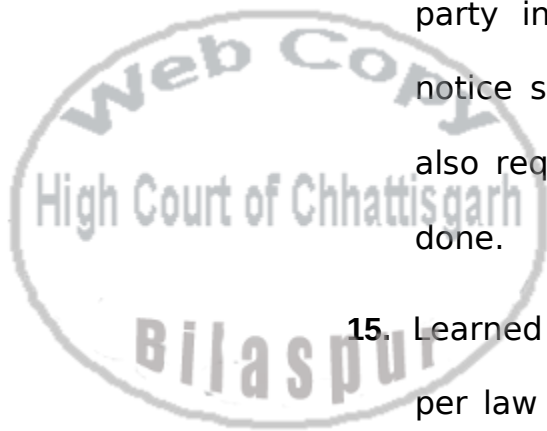 party in
notice s
also req
done.
15. Learned
per law
Web Copy
High Court of Chhattisgarh
Bilaspur